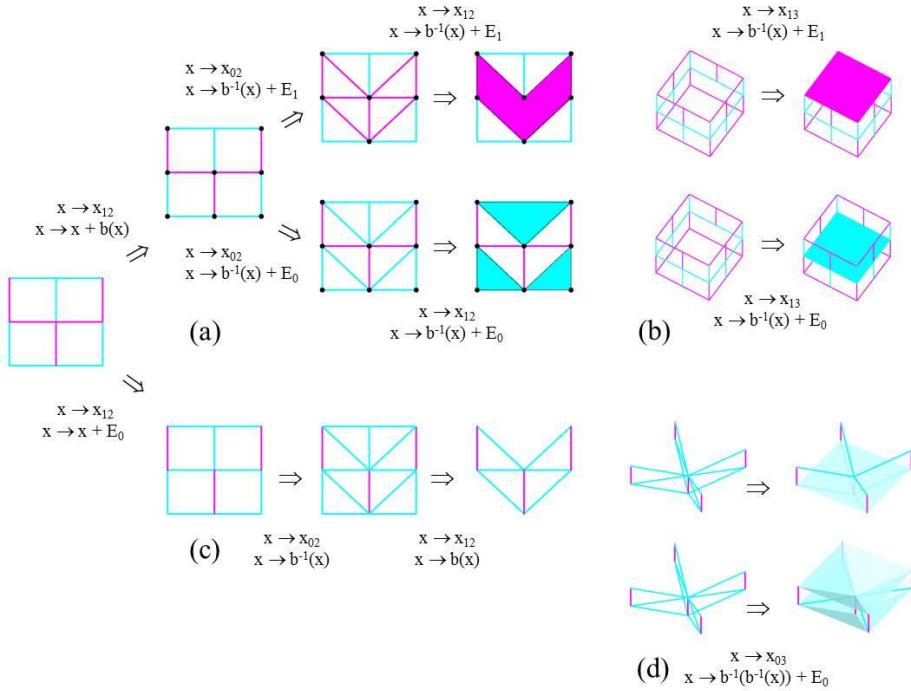 x → x₁₂
x → b⁻¹(x) + E₁
x → x₁₃
x → b⁻¹(x) + E₁
x → x₀₂
x → b⁻¹(x) + E₁
⇗
⇒
⇒
x → x₁₂
x → x + b(x)
⇗
⇘
⇒
⇒
x → x₀₂
x → b⁻¹(x) + E₀
x → x₁₂
x → b⁻¹(x) + E₀
x → x₁₃
x → b⁻¹(x) + E₀
(a)
(b)
⇘
x → x₁₂
x → x + E₀
⇒
⇒
⇒
x → x₀₂
x → b⁻¹(x)
x → x₁₂
x → b(x)
(c)
⇒
(d)
x → x₀₃
x → b⁻¹(b⁻¹(x)) + E₀